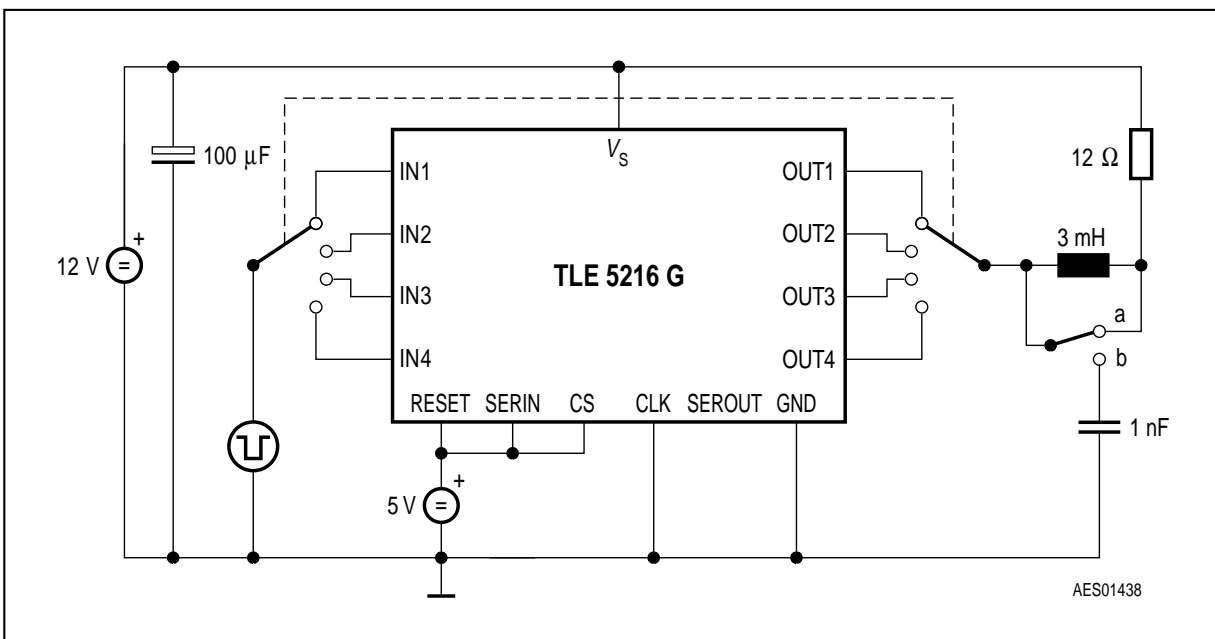 12 V
+
100 μF
IN1
IN2
IN3
IN4
VS
TLE 5216 G
OUT1
OUT2
OUT3
OUT4
RESET SERIN CS CLK SEROUT GND
5 V
+
12 Ω
3 mH
a
b
1 nF
AES01438